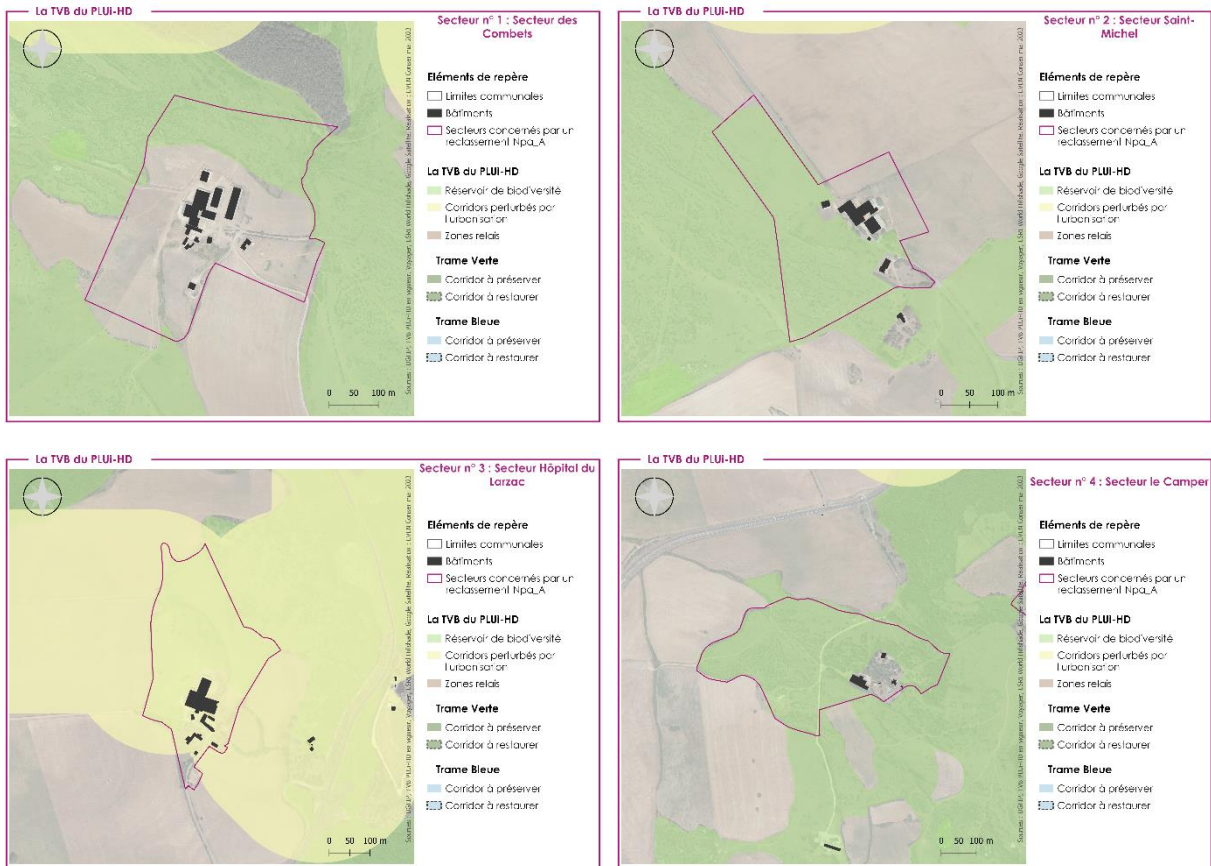 La TVB du PLUi-HD
Secteur n° 1 : Secteur des
Combets
Eléments de repère
Limites communales
Bâtiments
Secteurs concernés par un
reclassement Npa_A
La TVB du PLUi-HD
Réservoir de biodiversité
Corridors perturbés par
l'urbanisation
Zones relais
Trame Verte
Corridor à préserver
Corridor à restaurer
Trame Bleue
Corridor à préserver
Corridor à restaurer
0 50 100 m
La TVB du PLUi-HD
Secteur n° 2 : Secteur Saint-
Michel
Eléments de repère
Limites communales
Bâtiments
Secteurs concernés par un
reclassement Npa_A
La TVB du PLUi-HD
Réservoir de biodiversité
Corridors perturbés par
l'urbanisation
Zones relais
Trame Verte
Corridor à préserver
Corridor à restaurer
Trame Bleue
Corridor à préserver
Corridor à restaurer
0 50 100 m
La TVB du PLUi-HD
Secteur n° 3 : Secteur Hôpital du
Larzac
Eléments de repère
Limites communales
Bâtiments
Secteurs concernés par un
reclassement Npa_A
La TVB du PLUi-HD
Réservoir de biodiversité
Corridors perturbés par
l'urbanisation
Zones relais
Trame Verte
Corridor à préserver
Corridor à restaurer
Trame Bleue
Corridor à préserver
Corridor à restaurer
0 50 100 m
La TVB du PLUi-HD
Secteur n° 4 : Secteur le Camper
Eléments de repère
Limites communales
Bâtiments
Secteurs concernés par un
reclassement Npa_A
La TVB du PLUi-HD
Réservoir de biodiversité
Corridors perturbés par
l'urbanisation
Zones relais
Trame Verte
Corridor à préserver
Corridor à restaurer
Trame Bleue
Corridor à préserver
Corridor à restaurer
0 50 100 m